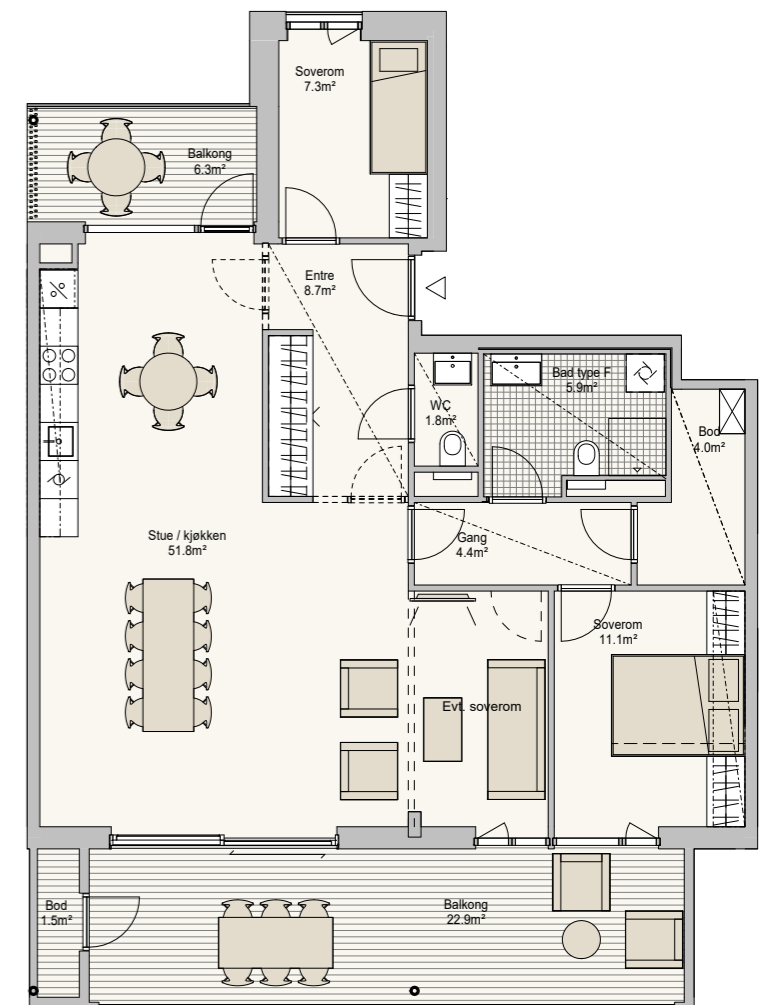 Soverom
7.3m²
Balkong
6.3m²
Entre
8.7m²
Bad type F
5.9m²
WC
1.8m²
Bod
4.0m²
Stue / kjøkken
51.8m²
Gang
4.4m²
Soverom
11.1m²
Evt. soverom
Bod
1.5m²
Balkong
22.9m²